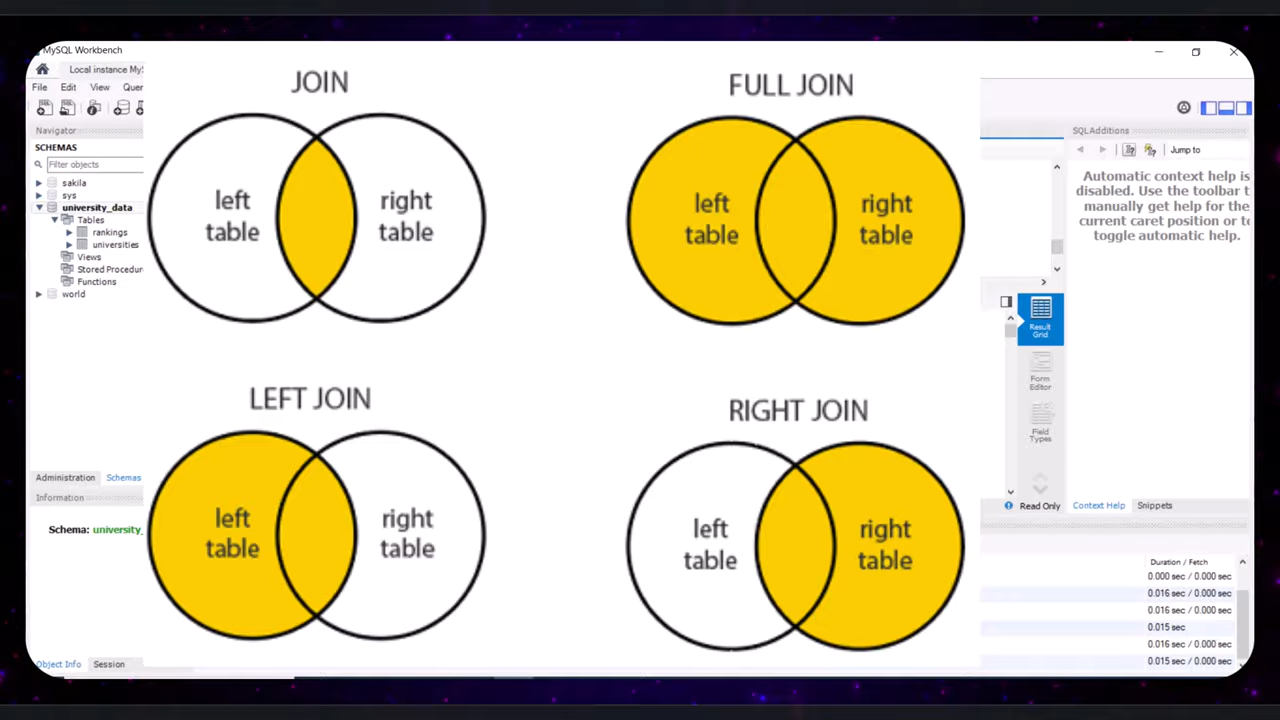 MySQL Workbench
Local instance MyS
File Edit View Quer
Navigator
SCHEMAS
Filter objects
sakila
sys
university_data
Tables
rankings
universities
Views
Stored Procedur
Functions
world
Administration Schemas
Information
Schema: university_
Object Info Session
JOIN
left
table
right
table
FULL JOIN
left
table
right
table
LEFT JOIN
left
table
right
table
RIGHT JOIN
left
table
right
table
SQLAdditions
Jump to
Automatic context help is
disabled. Use the toolbar t
manually get help for the
current caret position or to
toggle automatic help.
Result
Grid
Form
Editor
Field
Types
Read Only
Context Help Snippets
Duration / Fetch
0.000 sec / 0.000 sec
0.016 sec / 0.000 sec
0.016 sec / 0.000 sec
0.015 sec
0.016 sec / 0.000 sec
0.015 sec / 0.000 sec